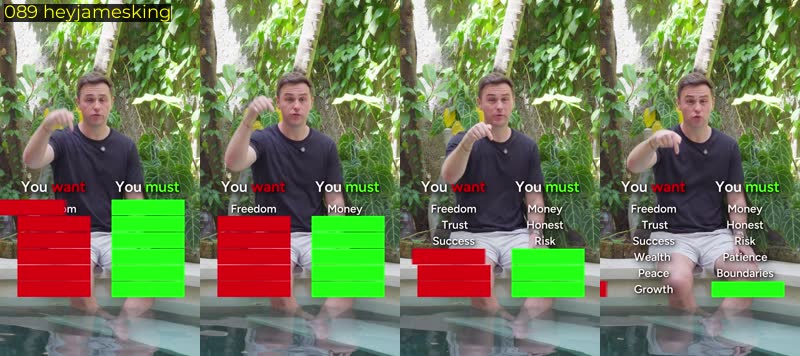 089 heyjamesking
You want You must
om
You want You must
Freedom Money
You want You must
Freedom Money
Trust Honest
Success Risk
You want You must
Freedom Money
Trust Honest
Success Risk
Wealth Patience
Peace Boundaries
Growth